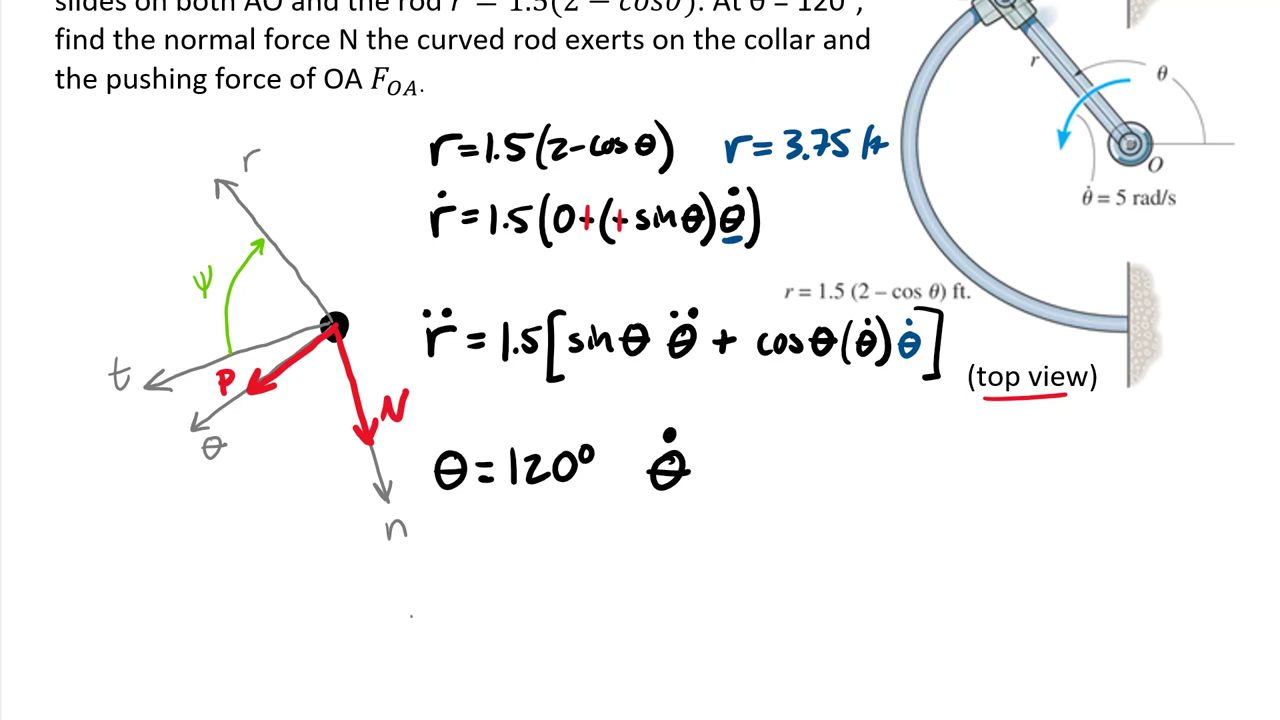 slides on both AO and the rod r = 1.5(2 − cosθ). At θ = 120°,
find the normal force N the curved rod exerts on the collar and
the pushing force of OA F_OA.
r
θ
O
θ̇ = 5 rad/s
r = 1.5 (2 – cos θ) ft.
(top view)
r
ψ
t
P
θ
N
n
r=1.5(2-cos θ) r= 3.75 ft
ṙ=1.5(0+(+sinθ)θ̇)
r̈ = 1.5[sinθ θ̈ + cosθ(θ̇)θ̇]
θ=120° θ̇